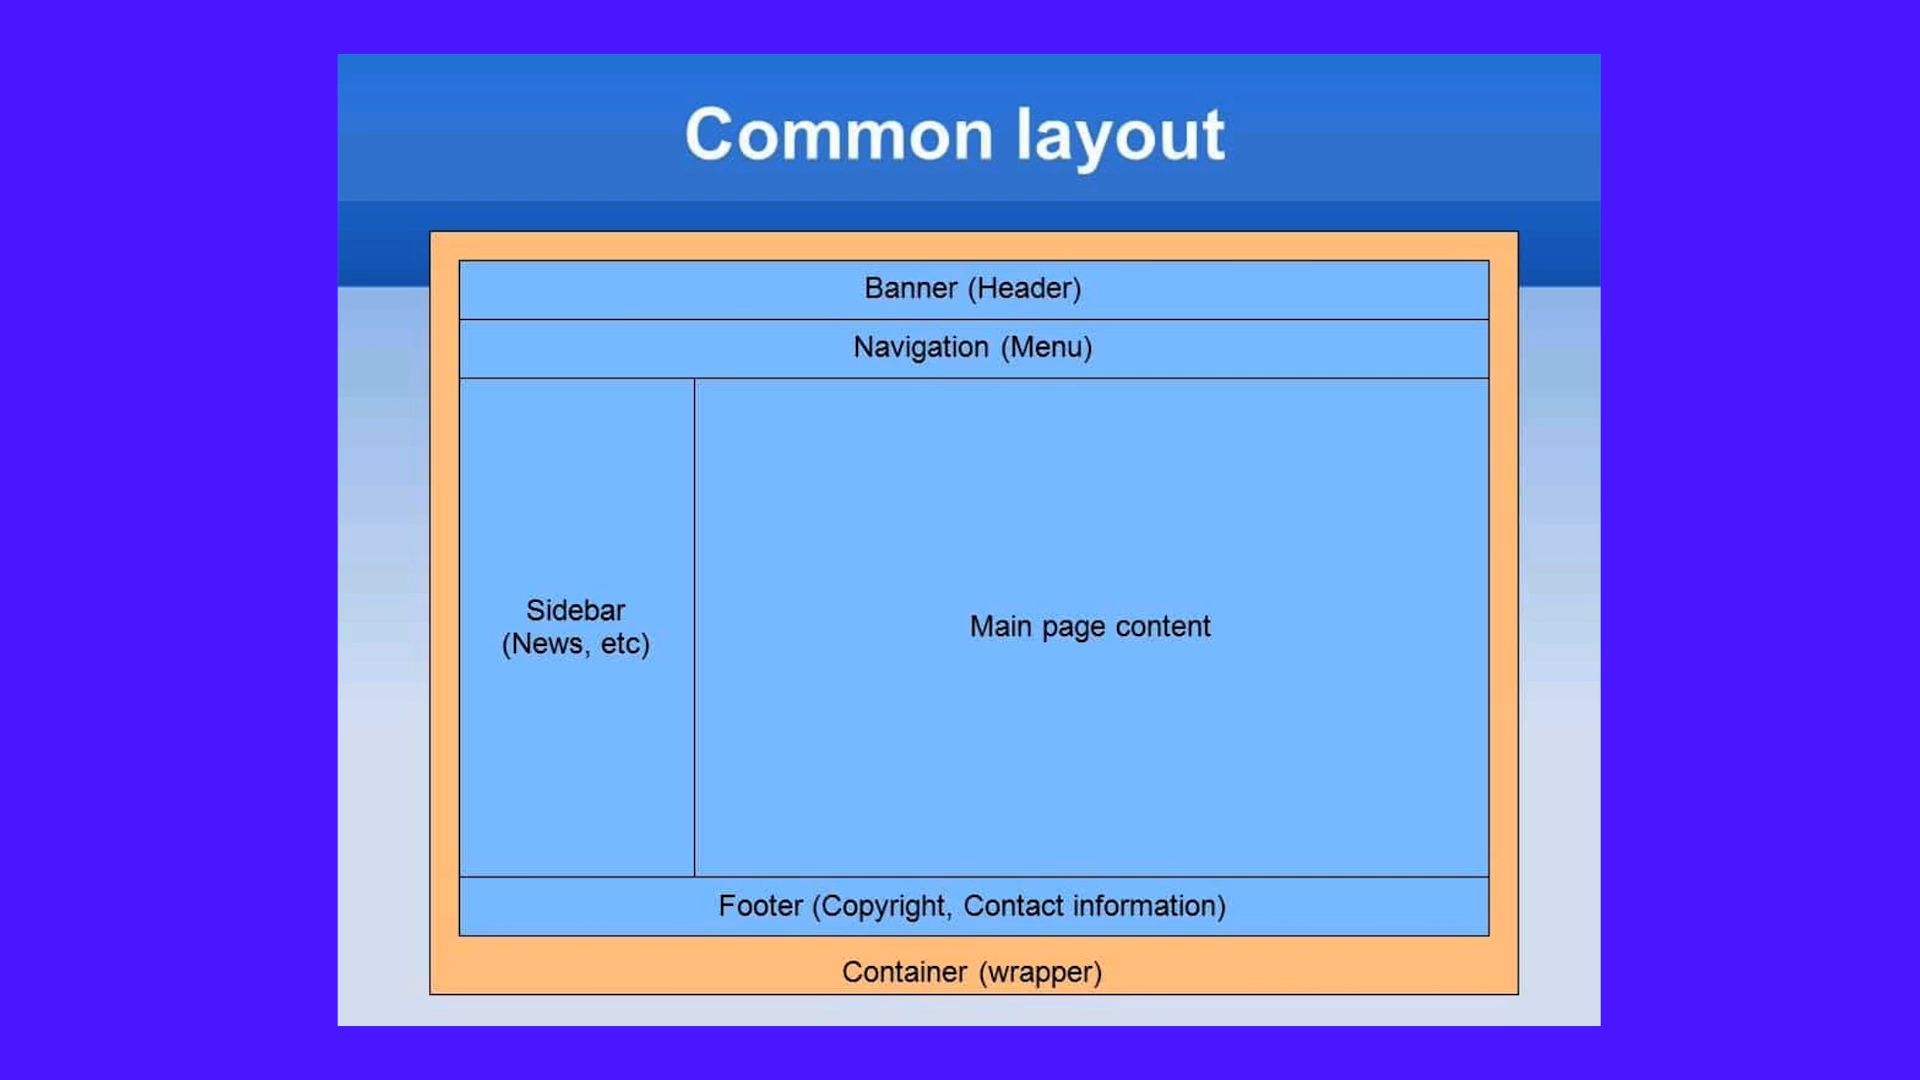 Common layout
Banner (Header)
Navigation (Menu)
Sidebar
(News, etc)
Main page content
Footer (Copyright, Contact information)
Container (wrapper)